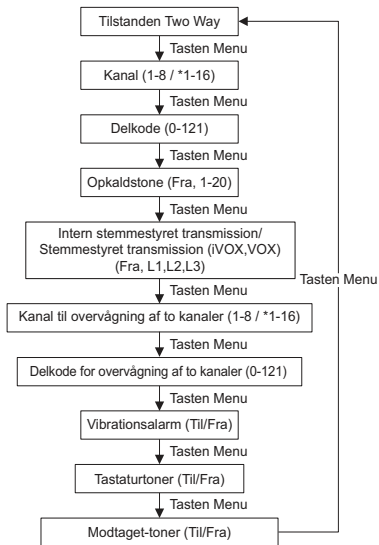 Tilstanden Two Way
Tasten Menu
Kanal (1-8 / *1-16)
Tasten Menu
Delkode (0-121)
Tasten Menu
Opkaldstone (Fra, 1-20)
Tasten Menu
Intern stemmestyret transmission/
Stemmestyret transmission (iVOX,VOX)
(Fra, L1,L2,L3)
Tasten Menu
Tasten Menu
Kanal til overvågning af to kanaler (1-8 / *1-16)
Tasten Menu
Delkode for overvågning af to kanaler (0-121)
Tasten Menu
Vibrationsalarm (Til/Fra)
Tasten Menu
Tastaturtoner (Til/Fra)
Tasten Menu
Modtaget-toner (Til/Fra)